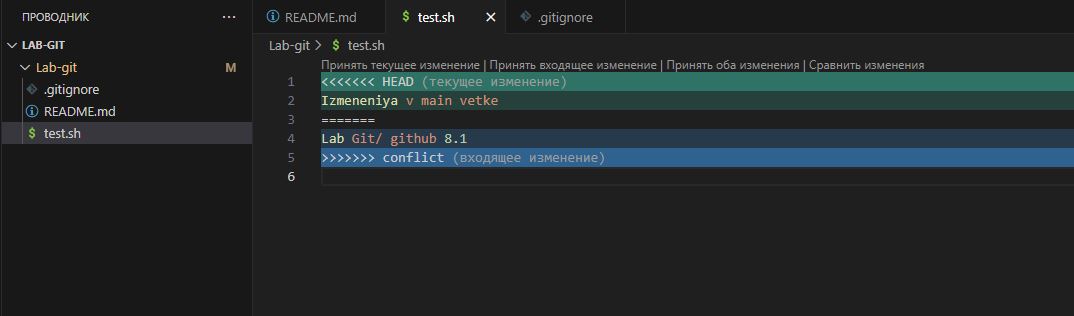 ПРОВОДНИК ...
LAB-GIT
Lab-git M
.gitignore
README.md
$ test.sh
README.md $ test.sh × .gitignore
Lab-git > $ test.sh
Принять текущее изменение | Принять входящее изменение | Принять оба изменения | Сравнить изменения
1 <<<<<<< HEAD (текущее изменение)
2 Izmeneniya v main vetke
3 =======
4 Lab Git/ github 8.1
5 >>>>>>> conflict (входящее изменение)
6